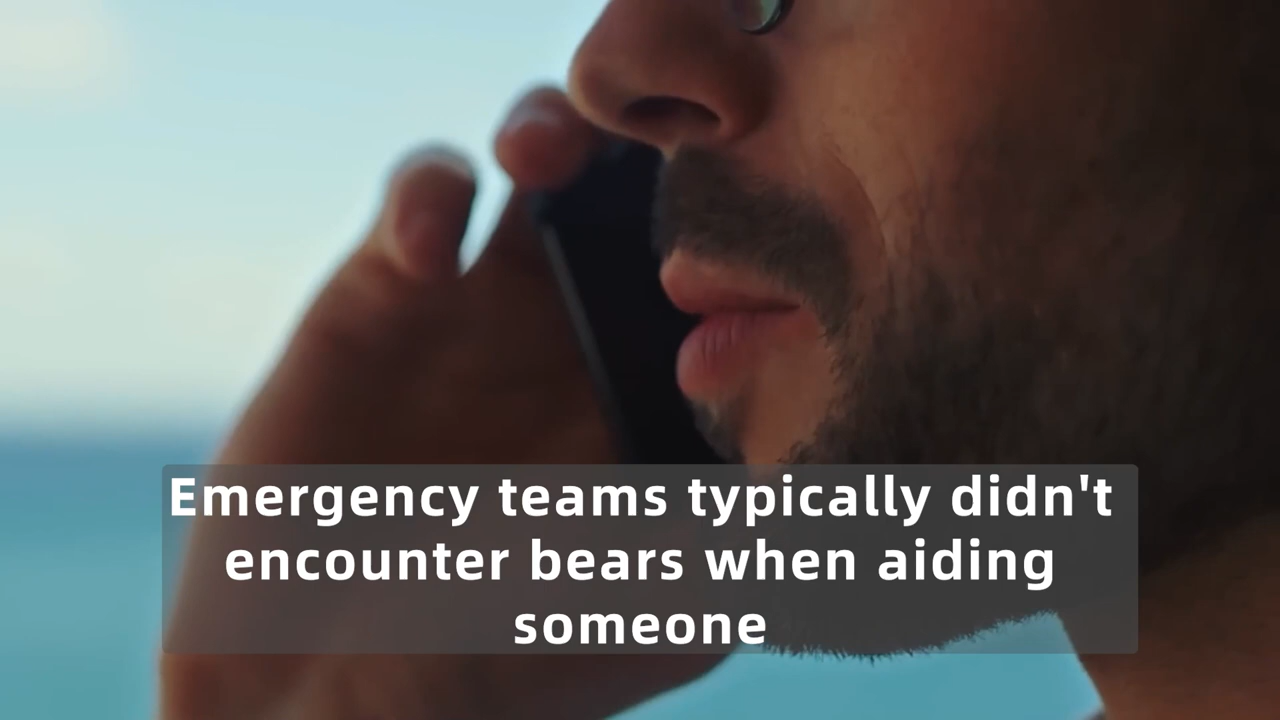 Emergency teams typically didn't
encounter bears when aiding
someone